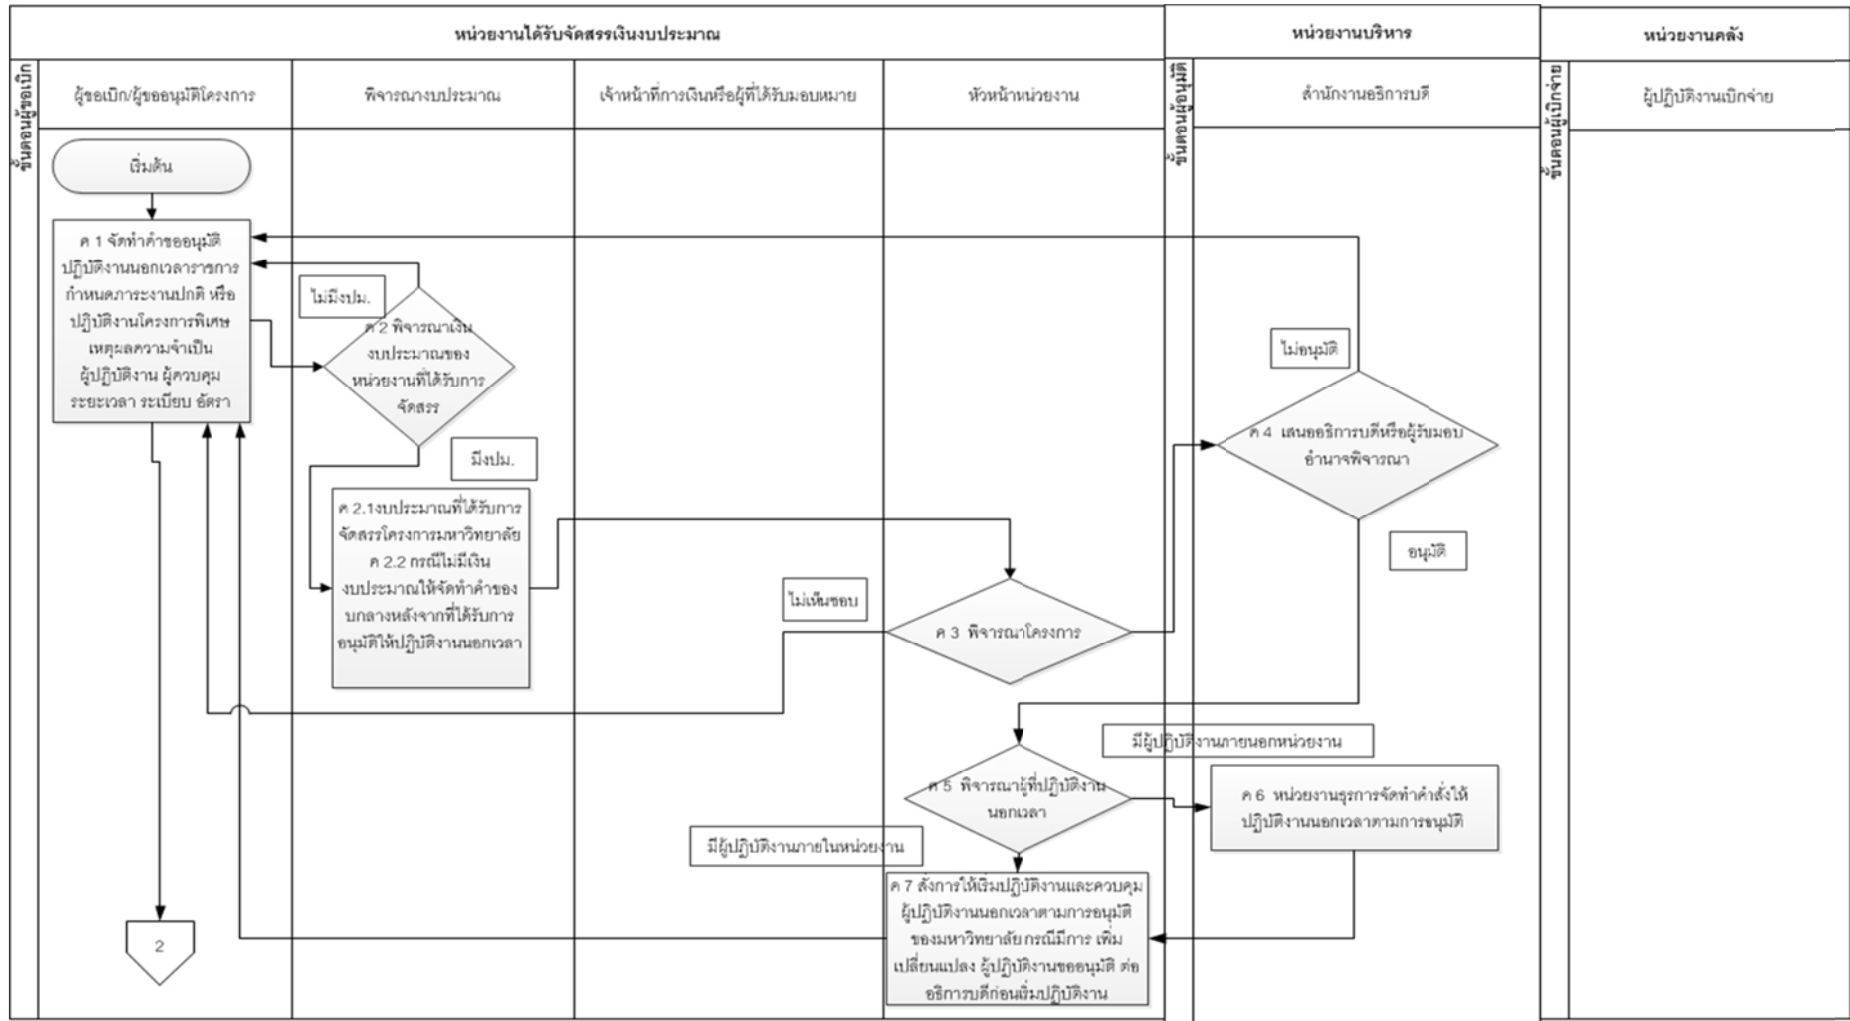 หน่วยงานได้รับจัดสรรเงินงบประมาณ
หน่วยงานบริหาร
หน่วยงานคลัง
ขั้นตอนผู้ขอเบิก
ผู้ขอเบิก/ผู้ขออนุมัติโครงการ
พิจารณางบประมาณ
เจ้าหน้าที่การเงินหรือผู้ที่ได้รับมอบหมาย
หัวหน้าหน่วยงาน
ขั้นตอนผู้อนุมัติ
สำนักงานอธิการบดี
ขั้นตอนผู้เบิกจ่าย
ผู้ปฏิบัติงานเบิกจ่าย
เริ่มต้น
ค 1 จัดทำคำขออนุมัติ
ปฏิบัติงานนอกเวลาราชการ
กำหนดภาระงานปกติ หรือ
ปฏิบัติงานโครงการพิเศษ
เหตุผลความจำเป็น
ผู้ปฏิบัติงาน ผู้ควบคุม
ระยะเวลา ระเบียบ อัตรา
ไม่มีงปม.
ค 2 พิจารณาเงิน
งบประมาณของ
หน่วยงานที่ได้รับการ
จัดสรร
มีงปม.
ค 2.1งบประมาณที่ได้รับการ
จัดสรรโครงการมหาวิทยาลัย
ค 2.2 กรณีไม่มีเงิน
งบประมาณให้จัดทำคำของ
บกลางหลังจากที่ได้รับการ
อนุมัติให้ปฏิบัติงานนอกเวลา
ไม่เห็นชอบ
ค 3 พิจารณาโครงการ
ไม่อนุมัติ
ค 4 เสนออธิการบดีหรือผู้รับมอบ
อำนาจพิจารณา
อนุมัติ
มีผู้ปฏิบัติงานภายนอกหน่วยงาน
ค 5 พิจารณาผู้ที่ปฏิบัติงาน
นอกเวลา
ค 6 หน่วยงานธุรการจัดทำคำสั่งให้
ปฏิบัติงานนอกเวลาตามการอนุมัติ
มีผู้ปฏิบัติงานภายในหน่วยงาน
ค 7 สั่งการให้เริ่มปฏิบัติงานและควบคุม
ผู้ปฏิบัติงานนอกเวลาตามการอนุมัติ
ของมหาวิทยาลัย กรณีมีการ เพิ่ม
เปลี่ยนแปลง ผู้ปฏิบัติงานขออนุมัติ ต่อ
อธิการบดีก่อนเริ่มปฏิบัติงาน
2